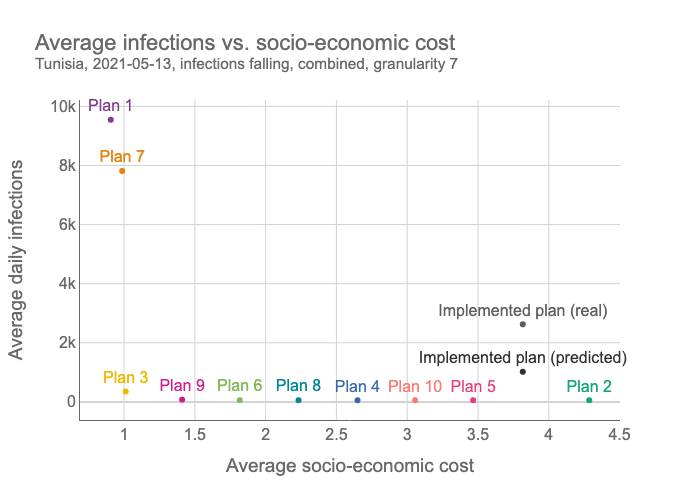 Average infections vs. socio-economic cost
Tunisia, 2021-05-13, infections falling, combined, granularity 7
10k
Plan 1
Plan 7
8k
6k
4k
Implemented plan (real)
2k
Implemented plan (predicted)
Plan 3
Plan 9
Plan 6
Plan 8
Plan 4
Plan 10
Plan 5
Plan 2
0
1
1.5
2
2.5
3
3.5
4
4.5
Average socio-economic cost
Average daily infections